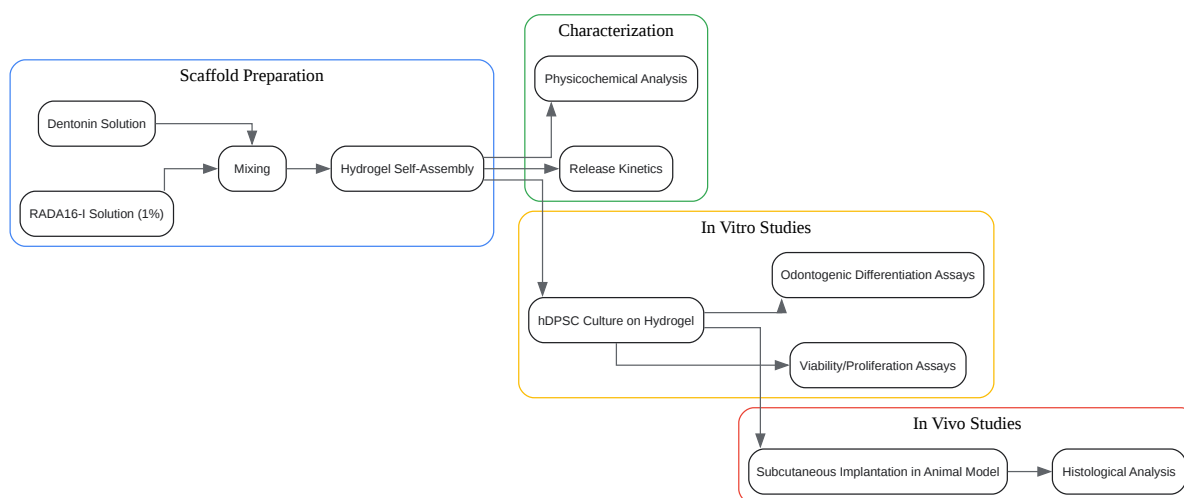 Scaffold Preparation
Dentonin Solution
RADA16-I Solution (1%)
Mixing
Hydrogel Self-Assembly
Characterization
Physicochemical Analysis
Release Kinetics
In Vitro Studies
hDPSC Culture on Hydrogel
Odontogenic Differentiation Assays
Viability/Proliferation Assays
In Vivo Studies
Subcutaneous Implantation in Animal Model
Histological Analysis